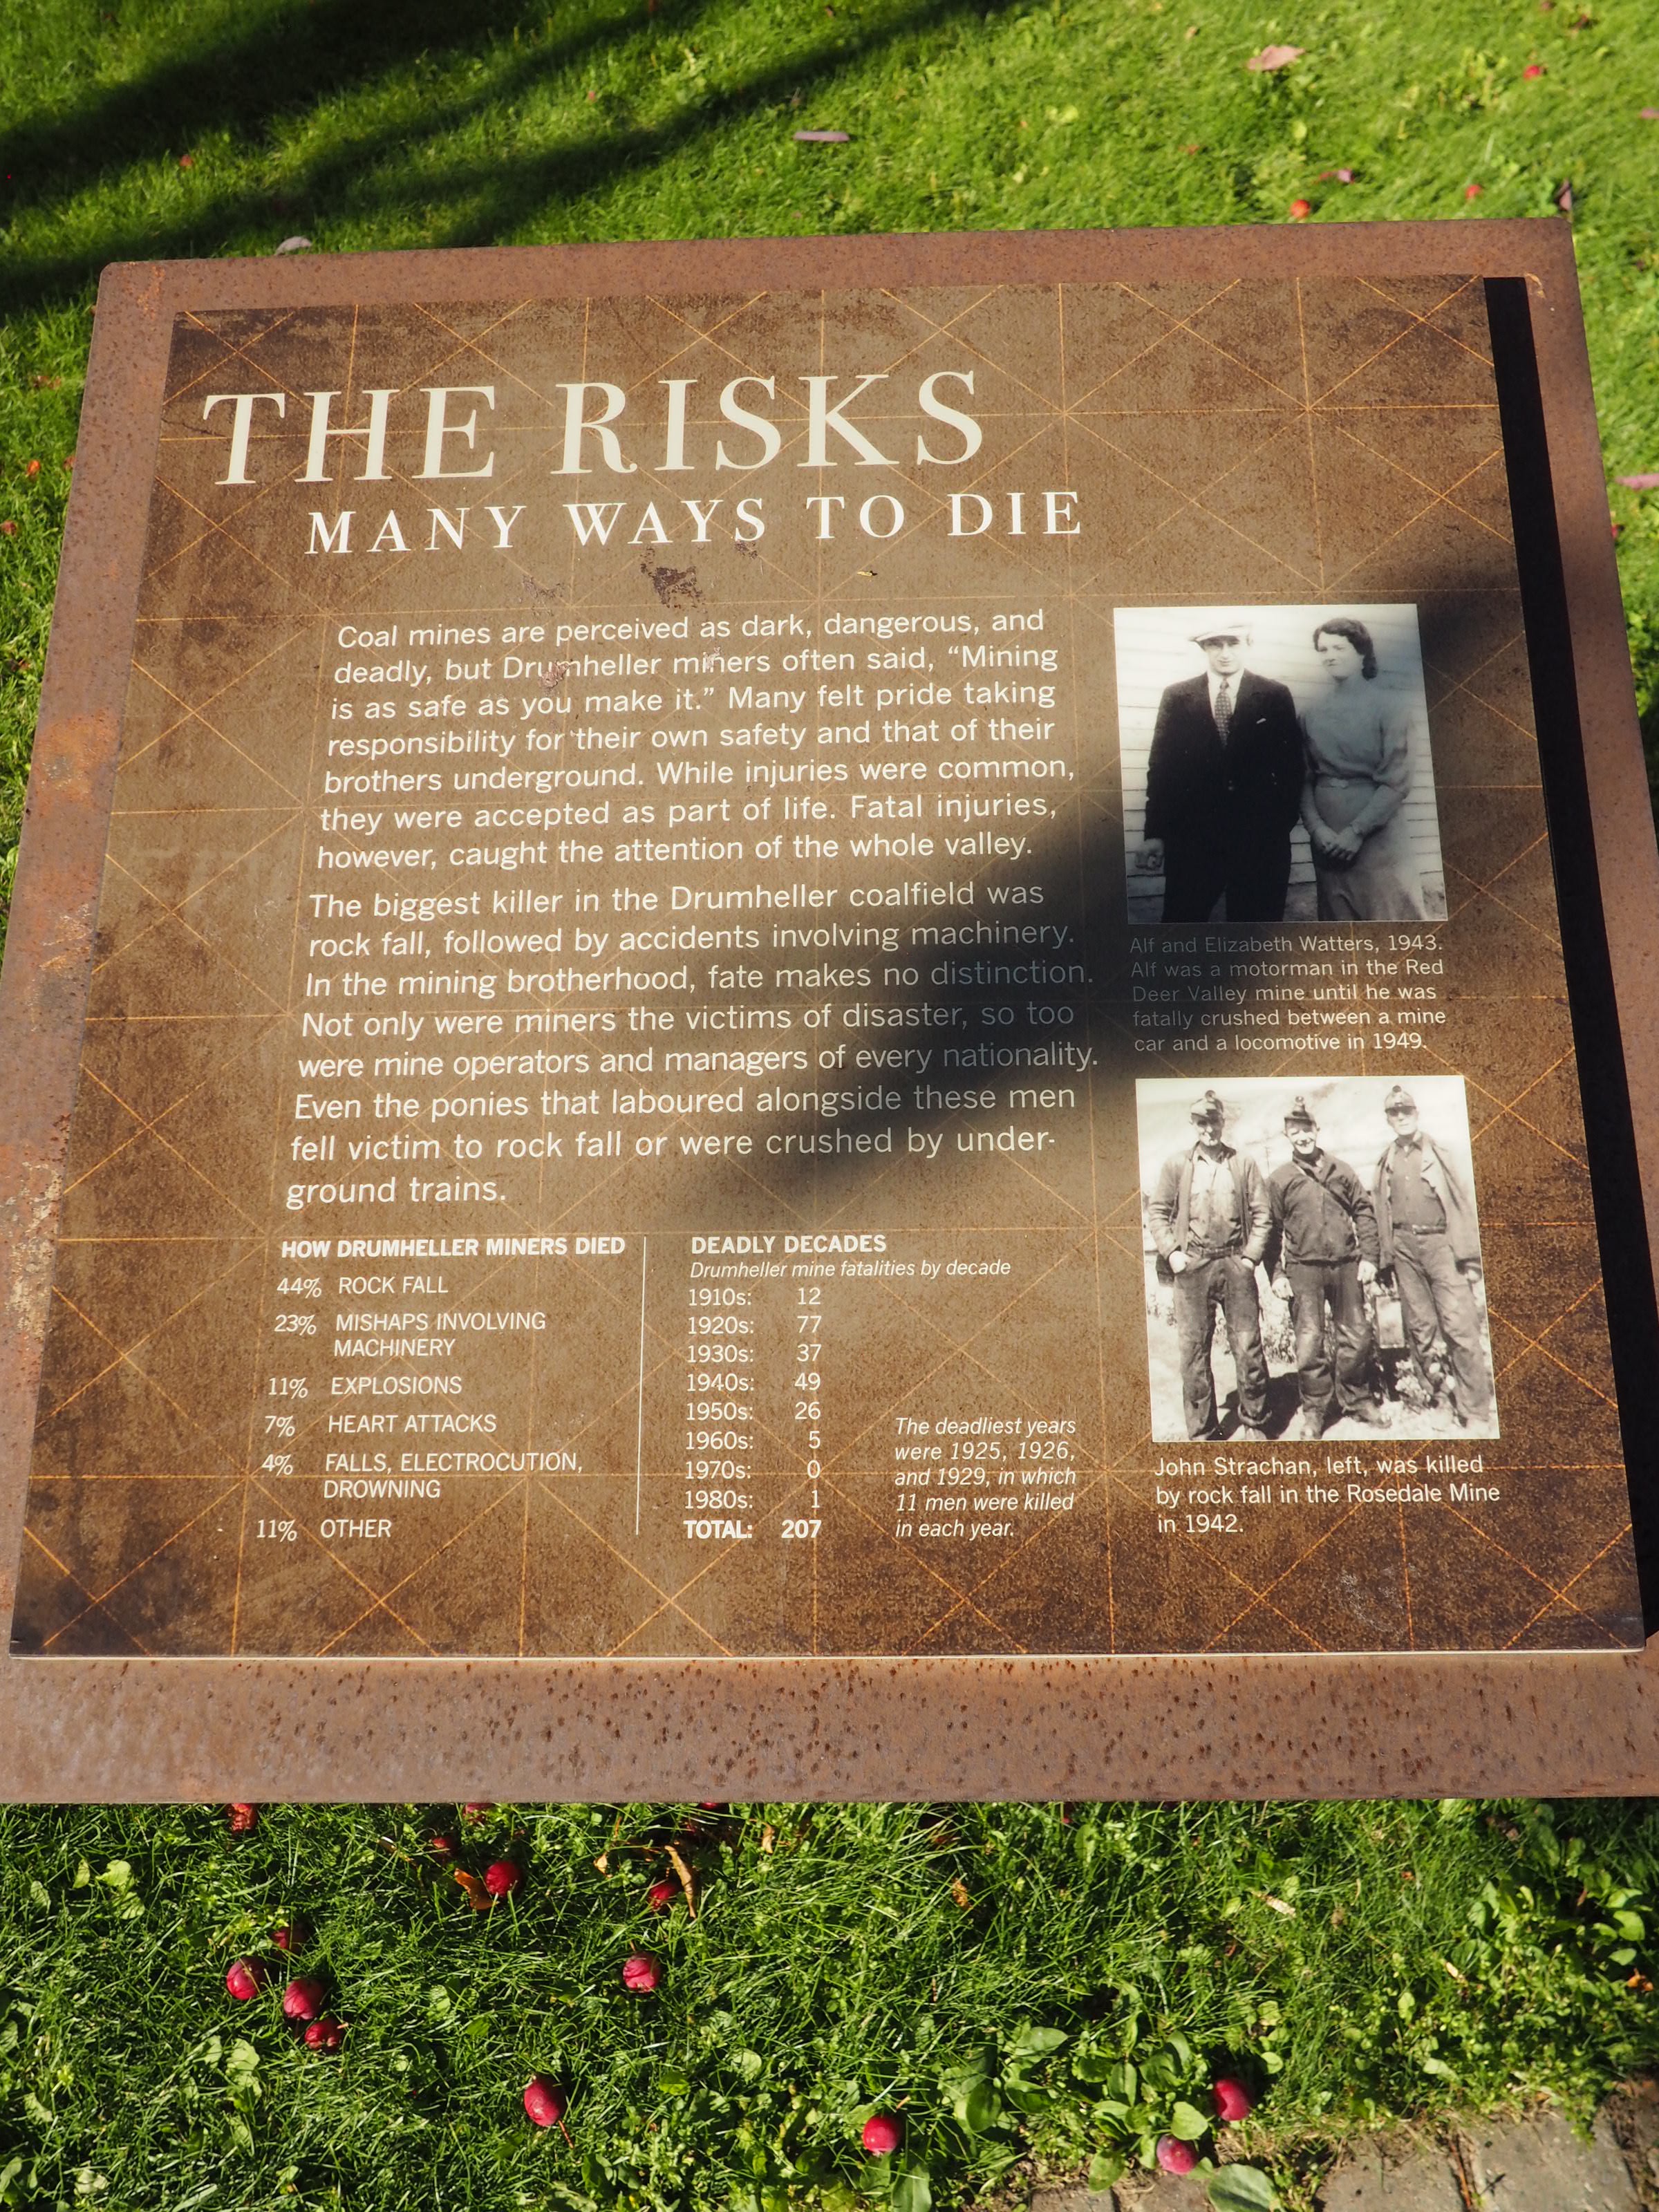 THE RISKS
MANY WAYS TO DIE
Coal mines are perceived as dark, dangerous, and
deadly, but Drumheller miners often said, “Mining
is as safe as you make it.” Many felt pride taking
responsibility for their own safety and that of their
brothers underground. While injuries were common,
they were accepted as part of life. Fatal injuries,
however, caught the attention of the whole valley.
The biggest killer in the Drumheller coalfield was
rock fall, followed by accidents involving machinery.
In the mining brotherhood, fate makes no distinction.
Not only were miners the victims of disaster, so too
were mine operators and managers of every nationality.
Even the ponies that laboured alongside these men
fell victim to rock fall or were crushed by under-
ground trains.
HOW DRUMHELLER MINERS DIED
44% ROCK FALL
23% MISHAPS INVOLVING
MACHINERY
11% EXPLOSIONS
7% HEART ATTACKS
4% FALLS, ELECTROCUTION,
DROWNING
11% OTHER
DEADLY DECADES
Drumheller mine fatalities by decade
1910s: 12
1920s: 77
1930s: 37
1940s: 49
1950s: 26
1960s: 5
1970s: 0
1980s: 1
TOTAL: 207
The deadliest years
were 1925, 1926,
and 1929, in which
11 men were killed
in each year.
Alf and Elizabeth Watters, 1943.
Alf was a motorman in the Red
Deer Valley mine until he was
fatally crushed between a mine
car and a locomotive in 1949.
John Strachan, left, was killed
by rock fall in the Rosedale Mine
in 1942.